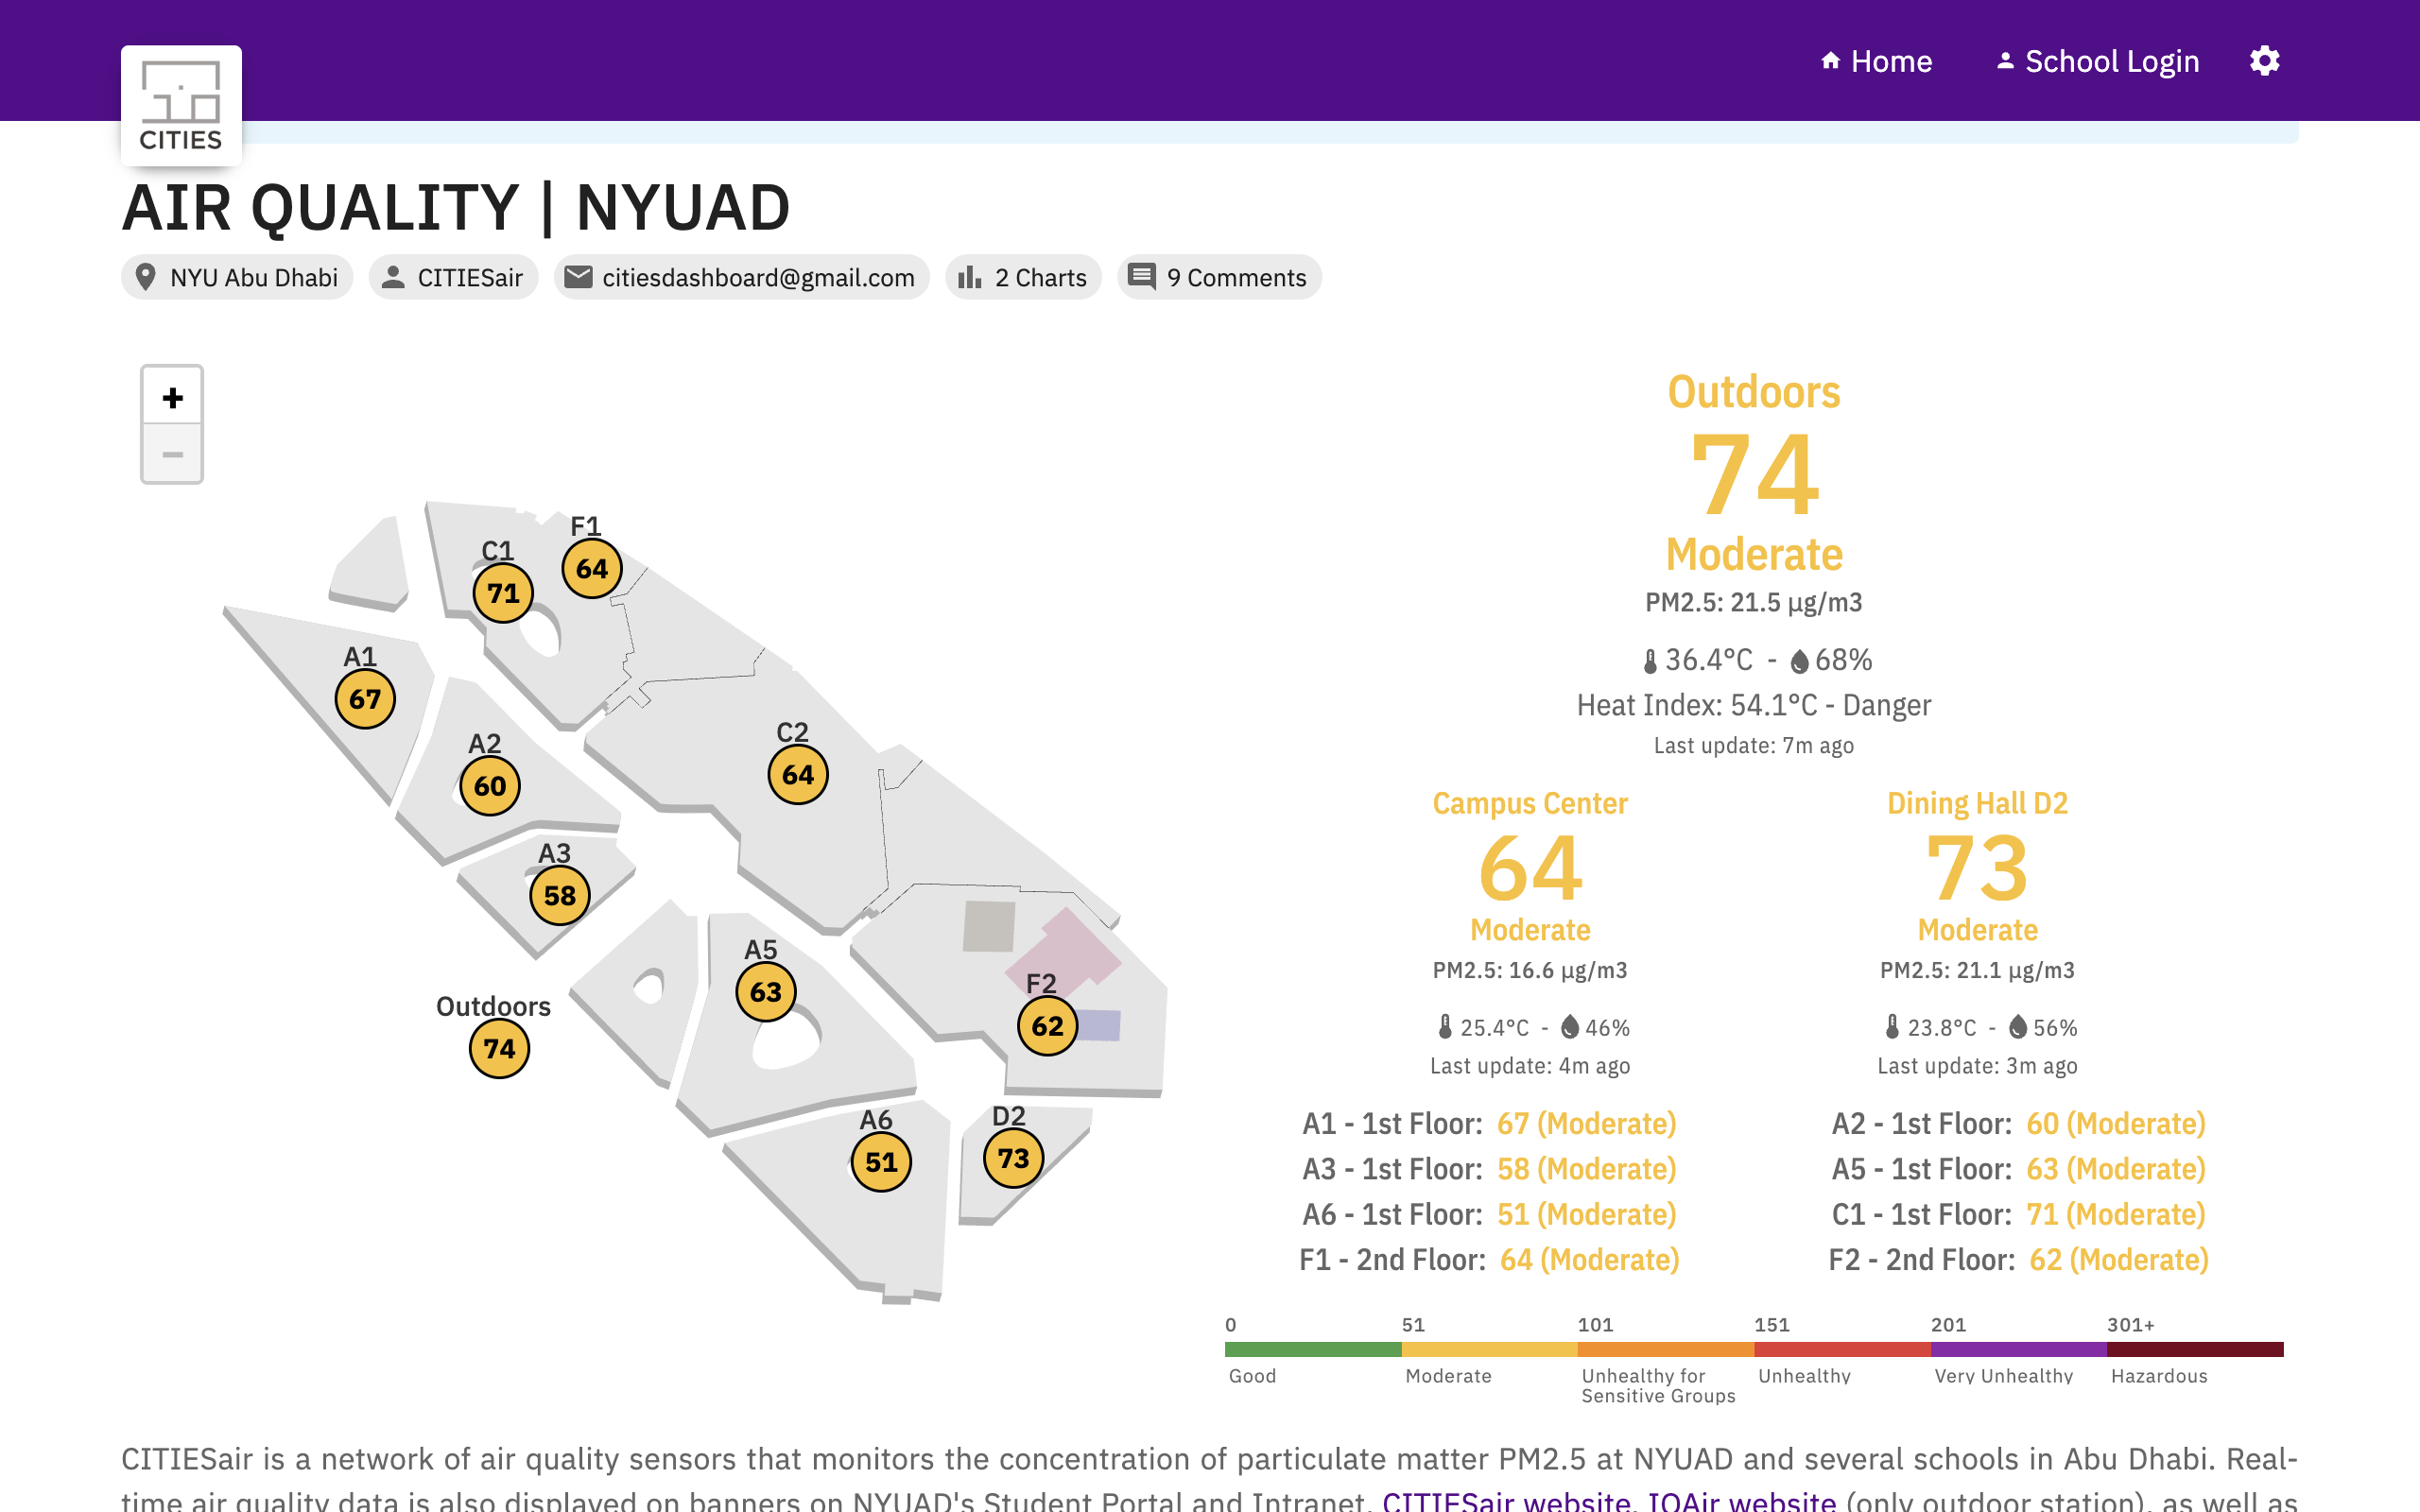 Home
School Login
CITIES
AIR QUALITY | NYUAD
NYU Abu Dhabi
CITIESair
citiesdashboard@gmail.com
2 Charts
9 Comments
+
−
F1
64
C1
71
A1
67
A2
60
C2
64
A3
58
A5
63
F2
62
Outdoors
74
A6
51
D2
73
Outdoors
74
Moderate
PM2.5: 21.5 µg/m3
36.4°C - 68%
Heat Index: 54.1°C - Danger
Last update: 7m ago
Campus Center
64
Moderate
PM2.5: 16.6 µg/m3
25.4°C - 46%
Last update: 4m ago
Dining Hall D2
73
Moderate
PM2.5: 21.1 µg/m3
23.8°C - 56%
Last update: 3m ago
A1 - 1st Floor: 67 (Moderate)
A2 - 1st Floor: 60 (Moderate)
A3 - 1st Floor: 58 (Moderate)
A5 - 1st Floor: 63 (Moderate)
A6 - 1st Floor: 51 (Moderate)
C1 - 1st Floor: 71 (Moderate)
F1 - 2nd Floor: 64 (Moderate)
F2 - 2nd Floor: 62 (Moderate)
0 51 101 151 201 301+
Good
Moderate
Unhealthy for
Sensitive Groups
Unhealthy
Very Unhealthy
Hazardous
CITIESair is a network of air quality sensors that monitors the concentration of particulate matter PM2.5 at NYUAD and several schools in Abu Dhabi. Real-
time air quality data is also displayed on banners on NYUAD's Student Portal and Intranet, CITIESair website, IQAir website (only outdoor station), as well as